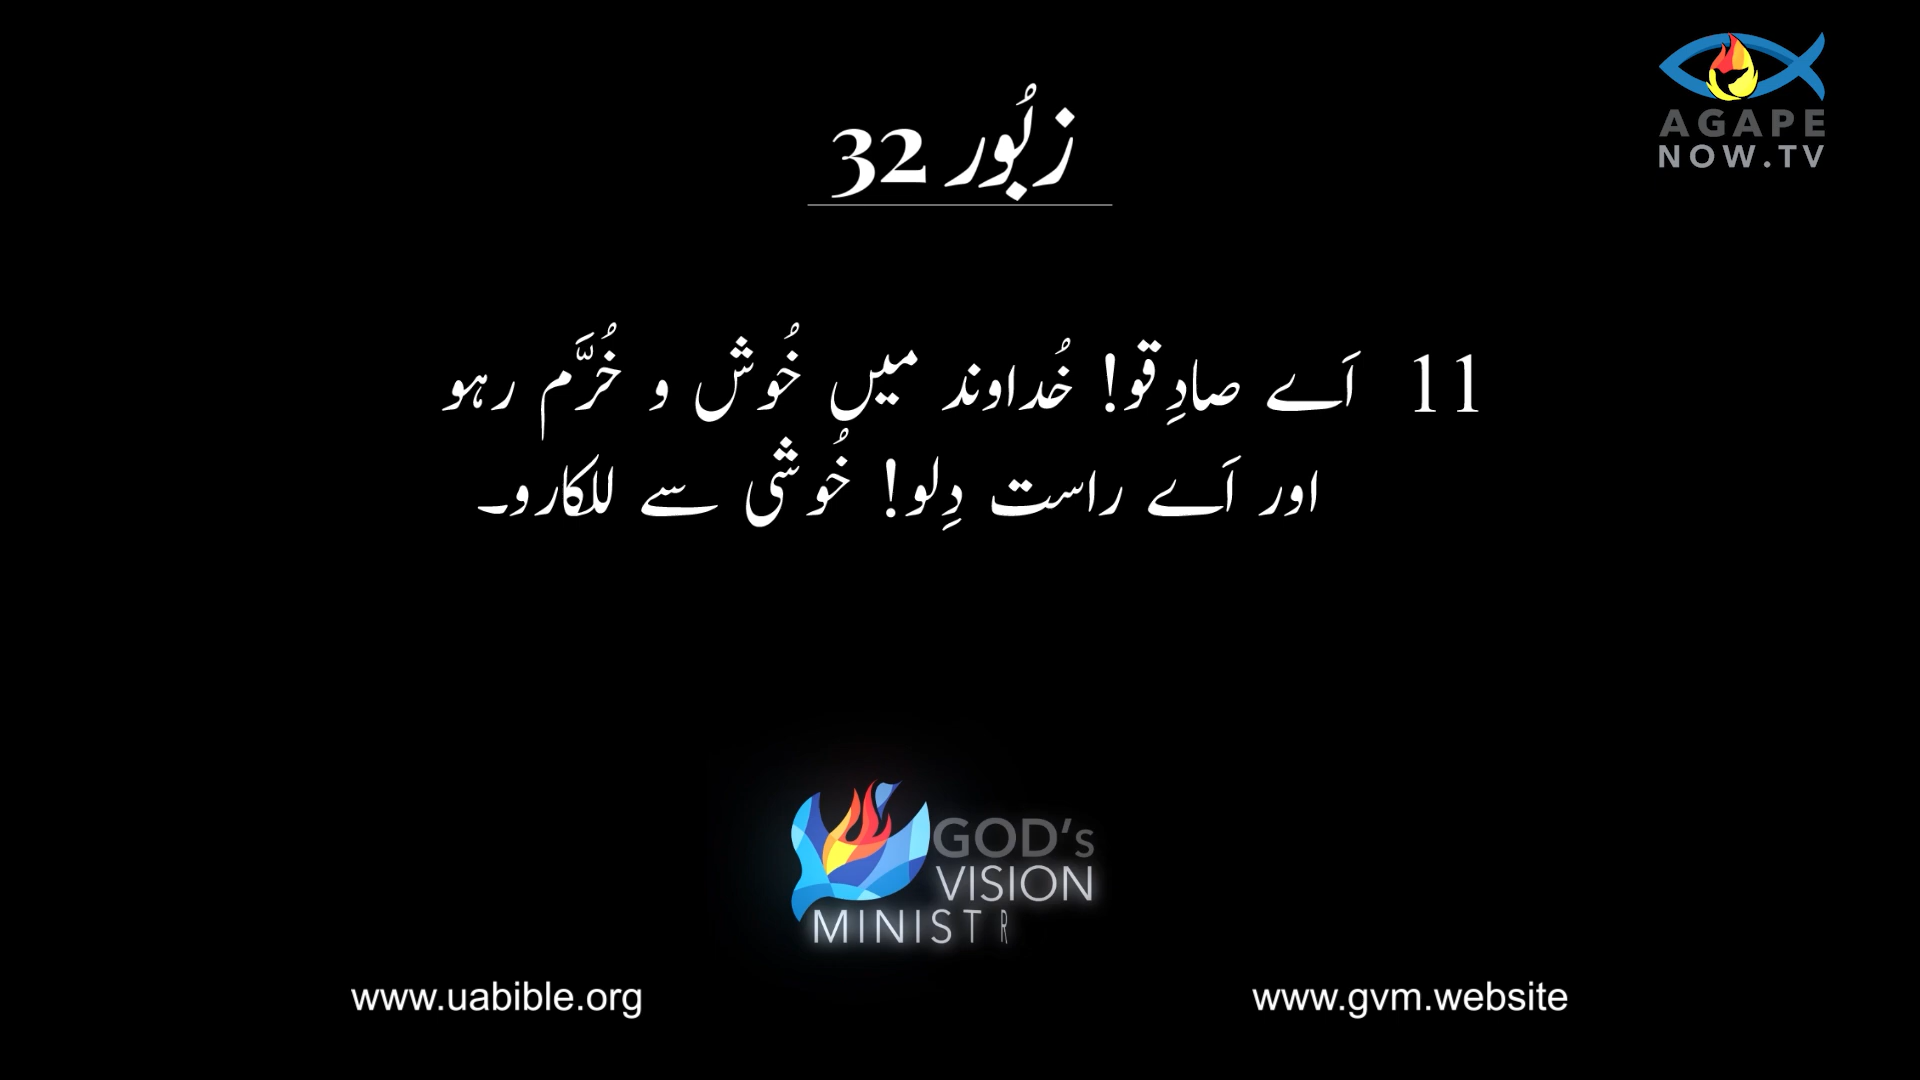 AGAPE
NOW.TV
زبُور 32
11 اَے صادِقو! خُداوند میں خُوش و خُرَّم رہو
اور اَے راست دِلو! خُوشی سے للکارو۔
GOD's
VISION
MINISTR
www.uabible.org
www.gvm.website